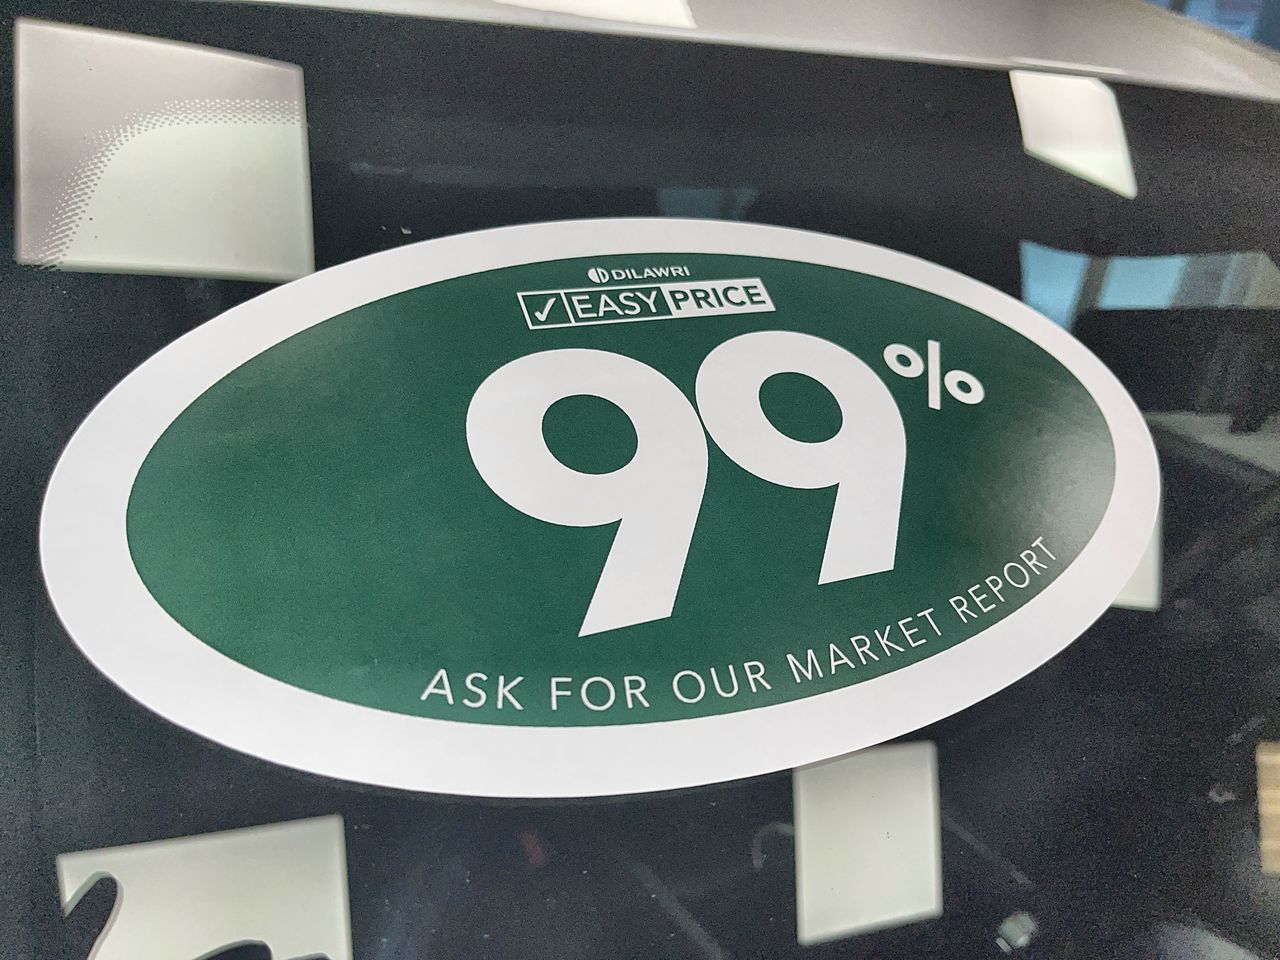 DILAWRI
✓ EASY PRICE
99%
ASK FOR OUR MARKET REPORT